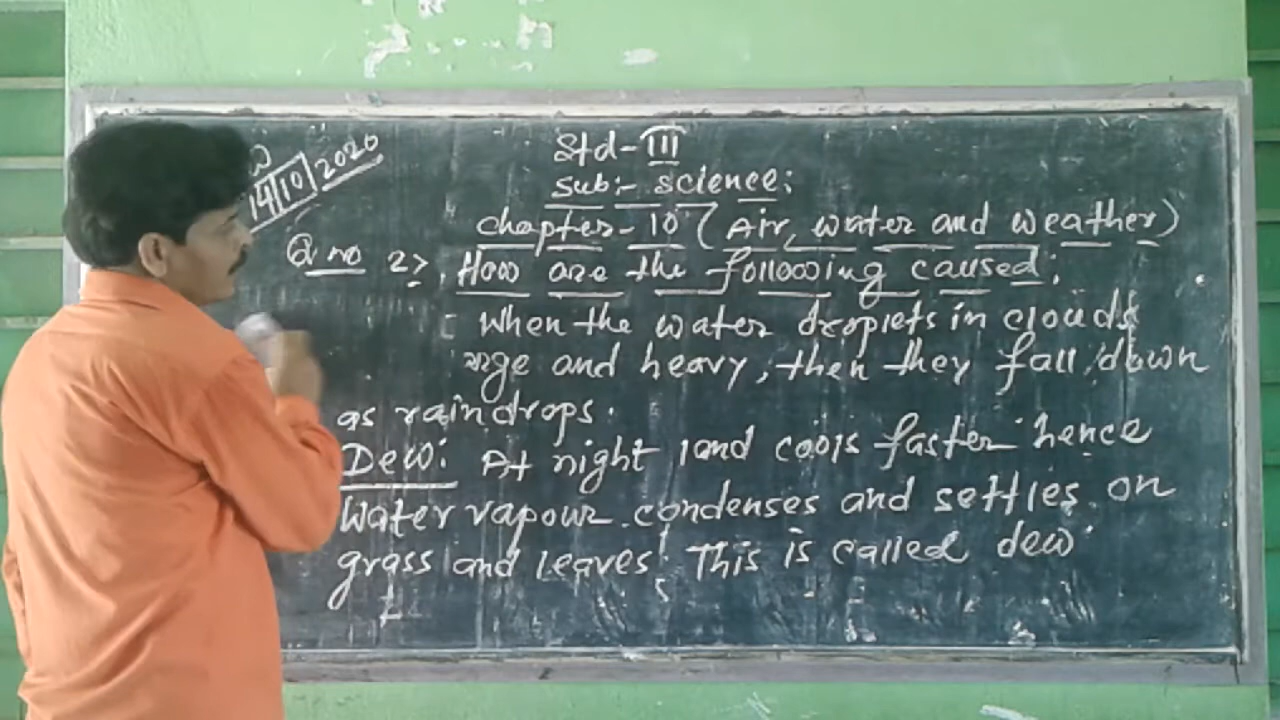 14/10/2020
Std-III
Sub:- Science:
Chapter-10 (Air, water and weather)
Q no 2>. How are the following caused:
:- When the water droplets in clouds
and heavy, then they fall down
as raindrops.
Dew: At night land cools faster hence
Water vapour condenses and settles on
grass and leaves. This is called dew